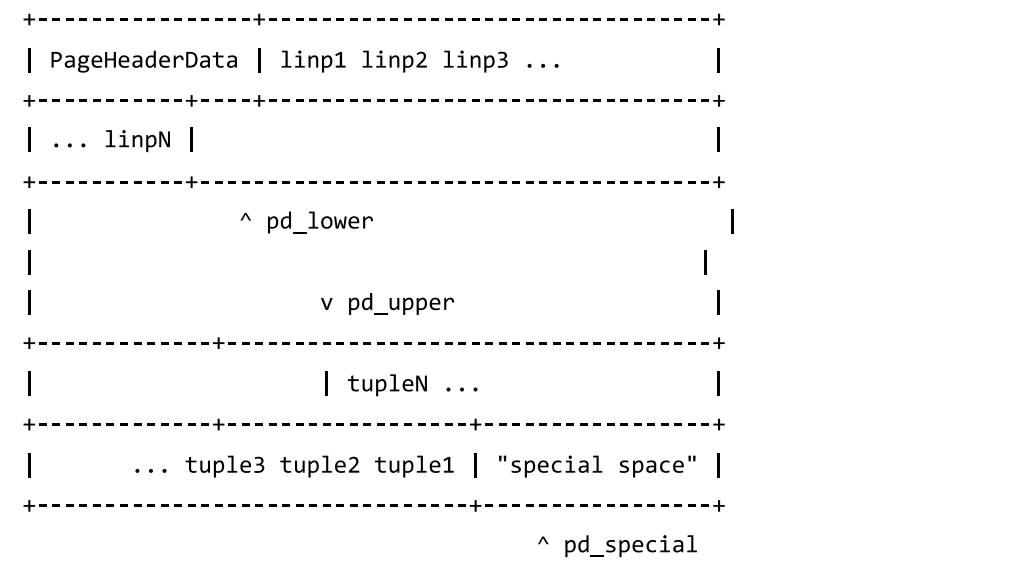 +----------------+---------------------------------+
| PageHeaderData | linp1 linp2 linp3 ...           |
+-----------+----+---------------------------------+
| ... linpN |                                      |
+-----------+--------------------------------------+
|               ^ pd_lower                          |
|                                                 |
|                     v pd_upper                   |
+-------------+------------------------------------+
|                     | tupleN ...                 |
+-------------+------------------+-----------------+
|       ... tuple3 tuple2 tuple1 | "special space" |
+--------------------------------+-----------------+
                                     ^ pd_special